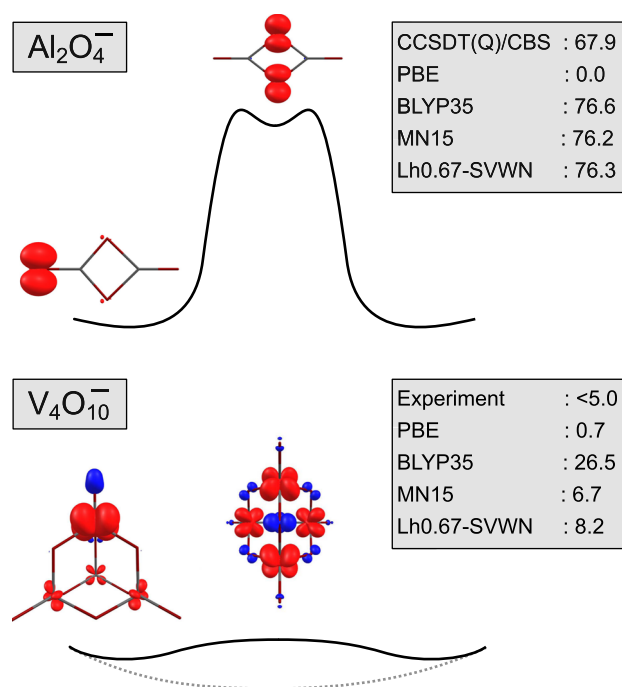 Al₂O₄⁻
CCSDT(Q)/CBS : 67.9
PBE : 0.0
BLYP35 : 76.6
MN15 : 76.2
Lh0.67-SVWN : 76.3
V₄O₁₀⁻
Experiment : <5.0
PBE : 0.7
BLYP35 : 26.5
MN15 : 6.7
Lh0.67-SVWN : 8.2